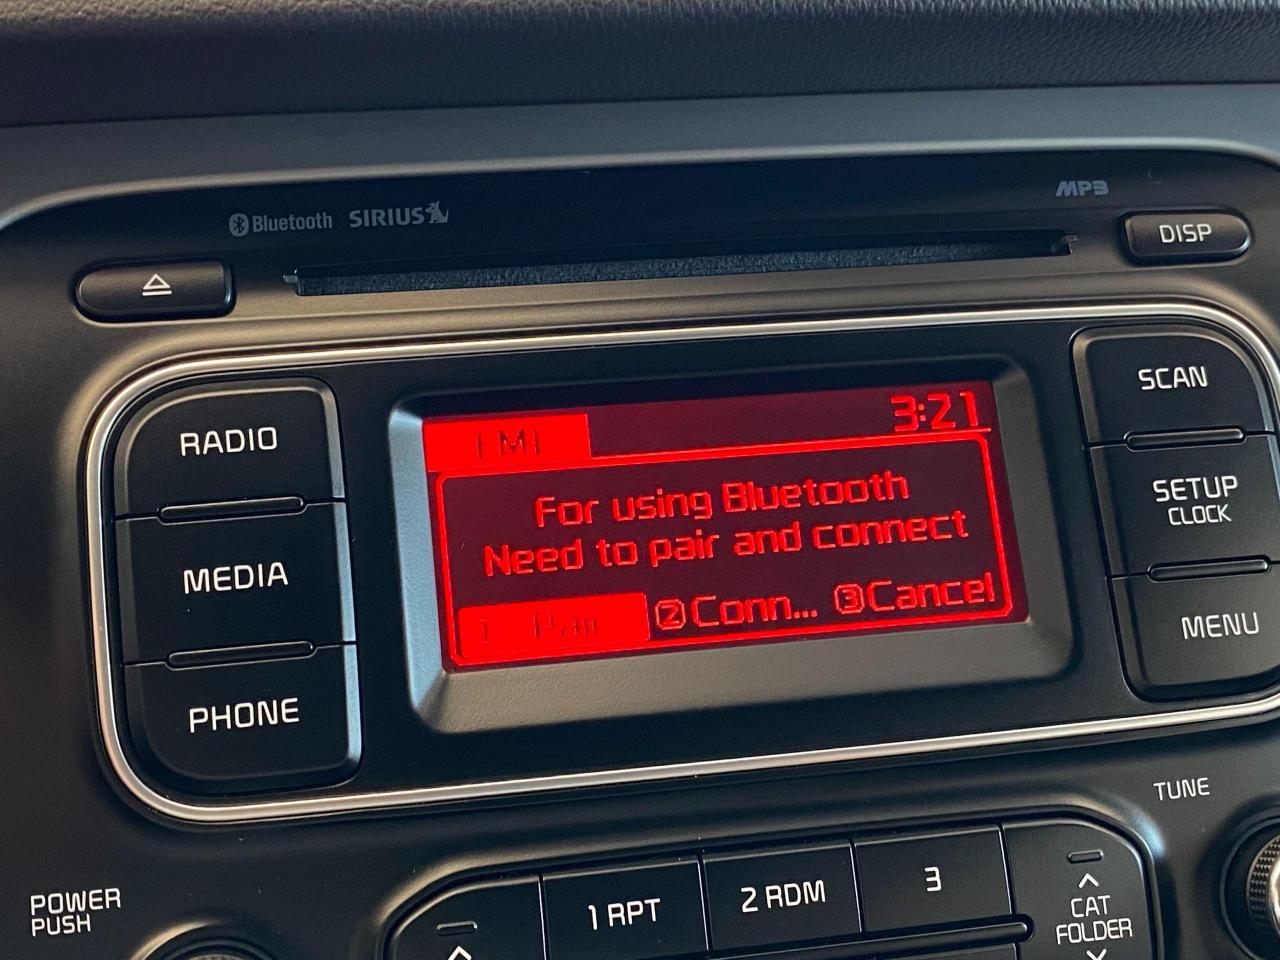 Bluetooth SIRIUS
MP3
DISP
RADIO
MEDIA
PHONE
FM1
3:21
For using Bluetooth
Need to pair and connect
1 Pair 2 Conn... 3 Cancel
SCAN
SETUP
CLOCK
MENU
TUNE
POWER
PUSH
1 RPT
2 RDM
3
CAT
FOLDER